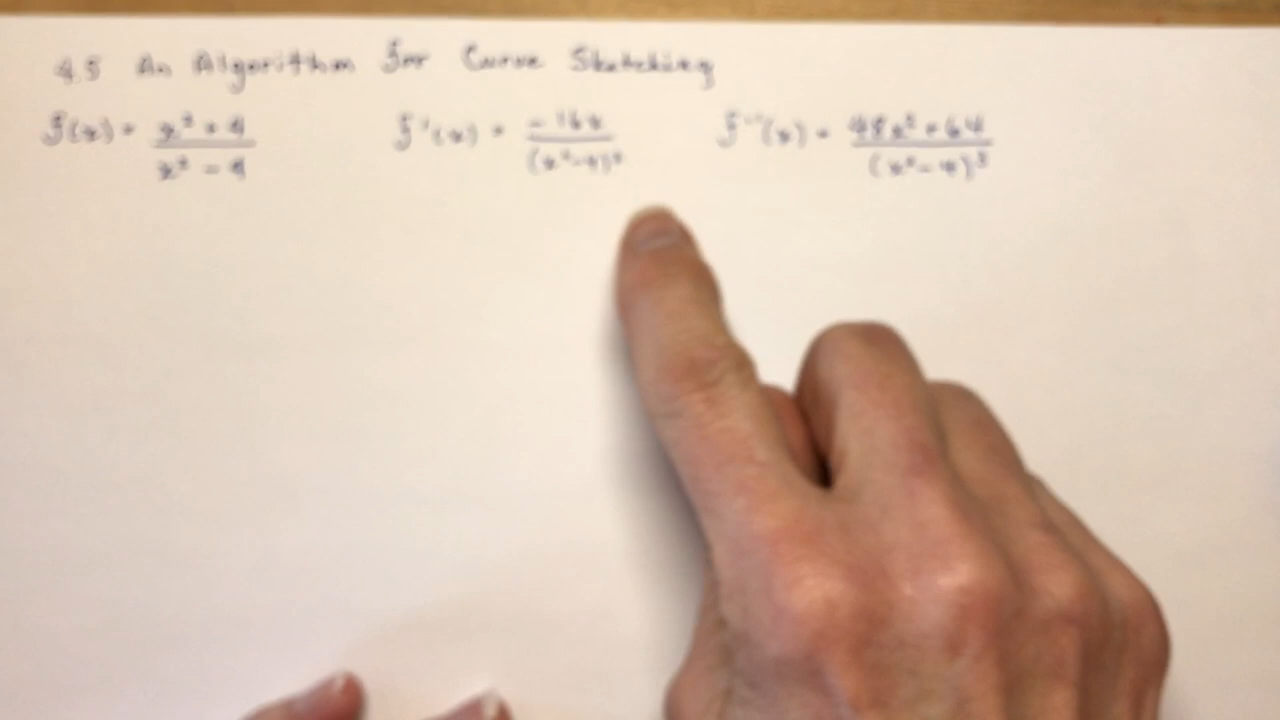 4.5 An Algorithm for Curve Sketching
f(x) = (x² + 4)/(x² - 4) f'(x) = -16x/(x²-4)² f''(x) = (48x²+64)/(x²-4)³